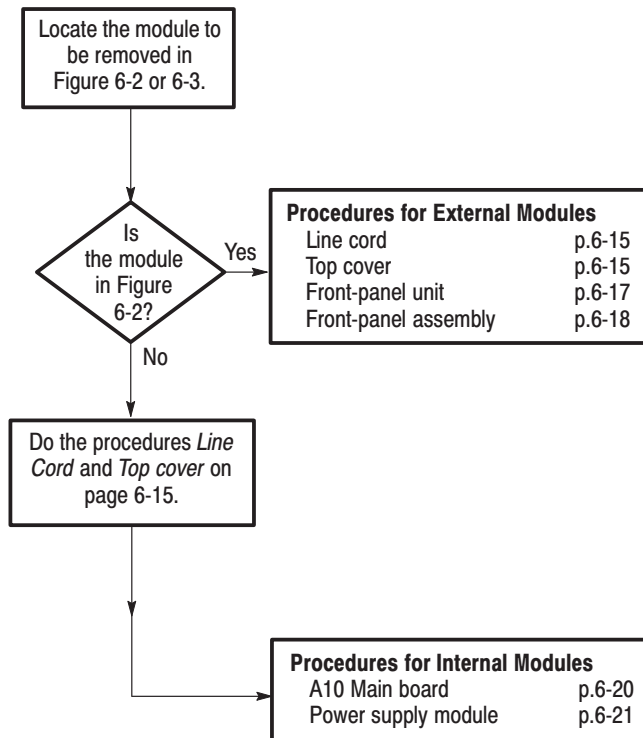 Locate the module to
be removed in
Figure 6-2 or 6-3.
Is
the module
in Figure
6-2?
Yes
No
Procedures for External Modules
Line cord p.6-15
Top cover p.6-15
Front-panel unit p.6-17
Front-panel assembly p.6-18
Do the procedures Line
Cord and Top cover on
page 6-15.
Procedures for Internal Modules
A10 Main board p.6-20
Power supply module p.6-21